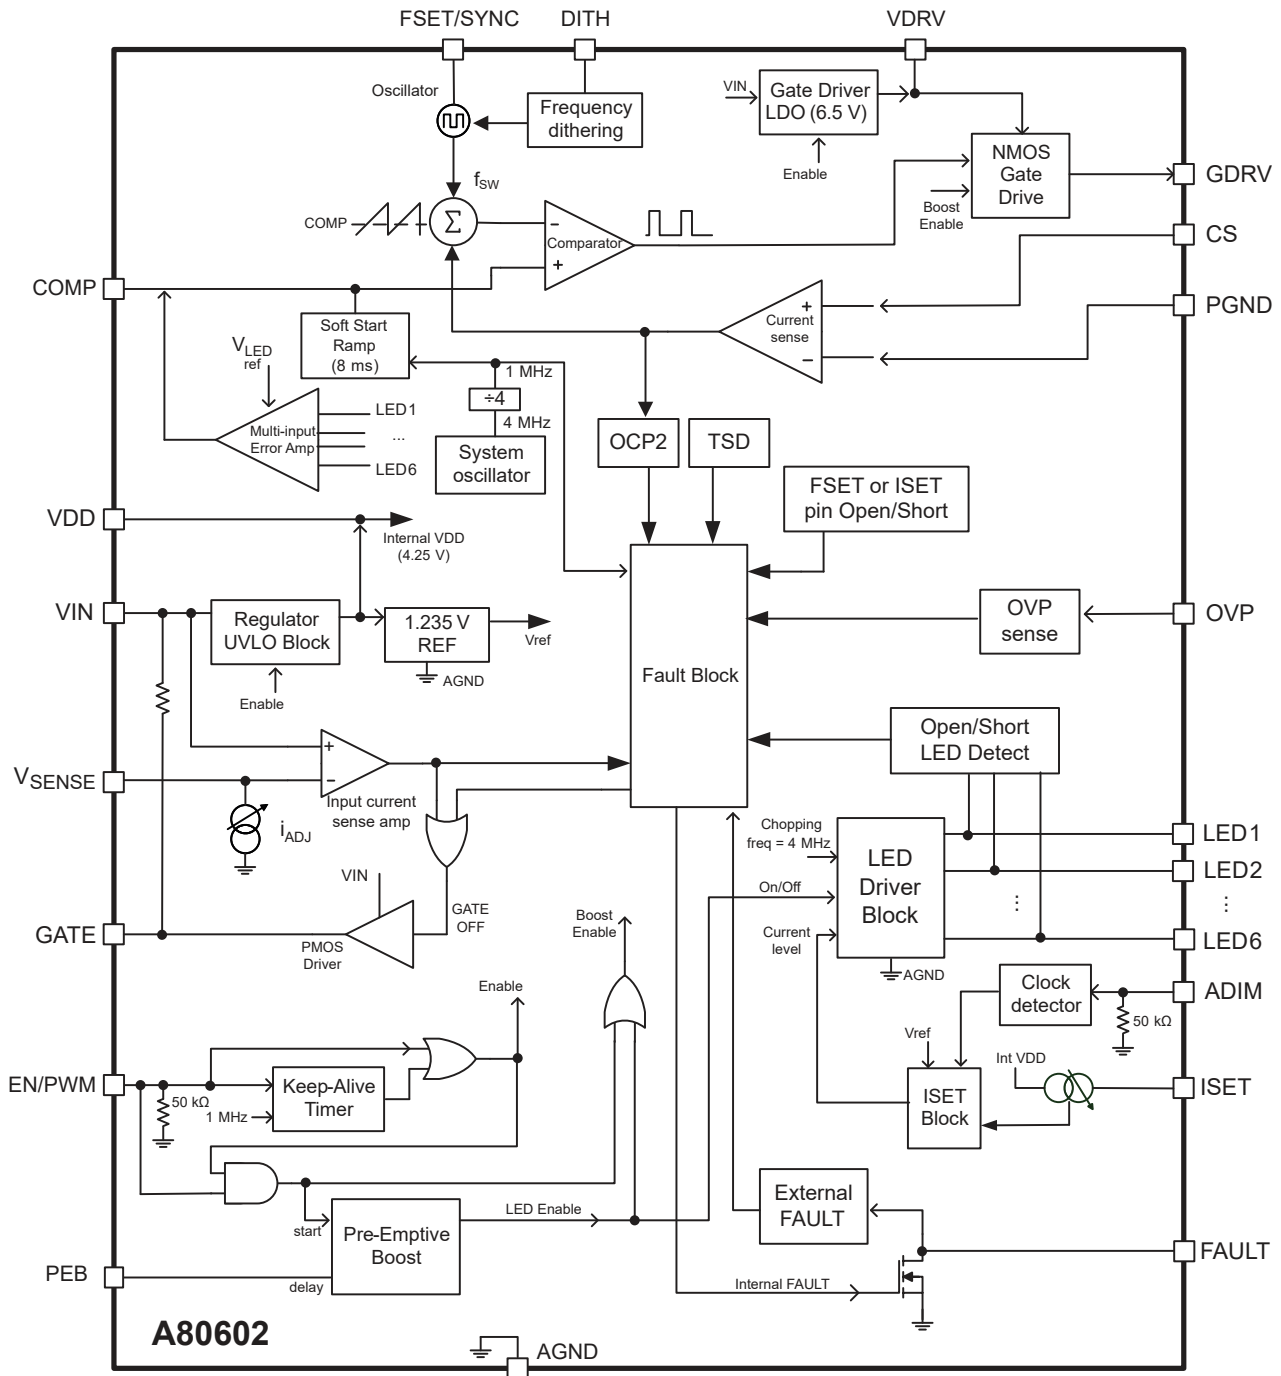 FSET/SYNC
DITH
VDRV
Oscillator
Frequency
dithering
VIN
Gate Driver
LDO (6.5 V)
Enable
NMOS
Gate
Drive
Boost
Enable
GDRV
CS
PGND
fSW
COMP
Σ
−
+
Comparator
COMP
Soft Start
Ramp
(8 ms)
+
−
Current
sense
VLED
ref
1 MHz
÷4
4 MHz
System
oscillator
LED1
...
LED6
Multi-input
Error Amp
OCP2
TSD
FSET or ISET
pin Open/Short
VDD
Internal VDD
(4.25 V)
VIN
Regulator
UVLO Block
Enable
1.235 V
REF
Vref
AGND
Fault Block
OVP
sense
OVP
Open/Short
LED Detect
VSENSE
+
−
Input current
sense amp
iADJ
VIN
GATE
OFF
GATE
PMOS
Driver
Chopping
freq = 4 MHz
LED
Driver
Block
On/Off
Current
level
AGND
LED1
LED2
⋮
⋮
LED6
Boost
Enable
Enable
Clock
detector
ADIM
50 kΩ
Vref
Int VDD
ISET
Block
ISET
EN/PWM
50 kΩ
1 MHz
Keep-Alive
Timer
start
Pre-Emptive
Boost
LED Enable
delay
PEB
External
FAULT
Internal FAULT
FAULT
A80602
AGND